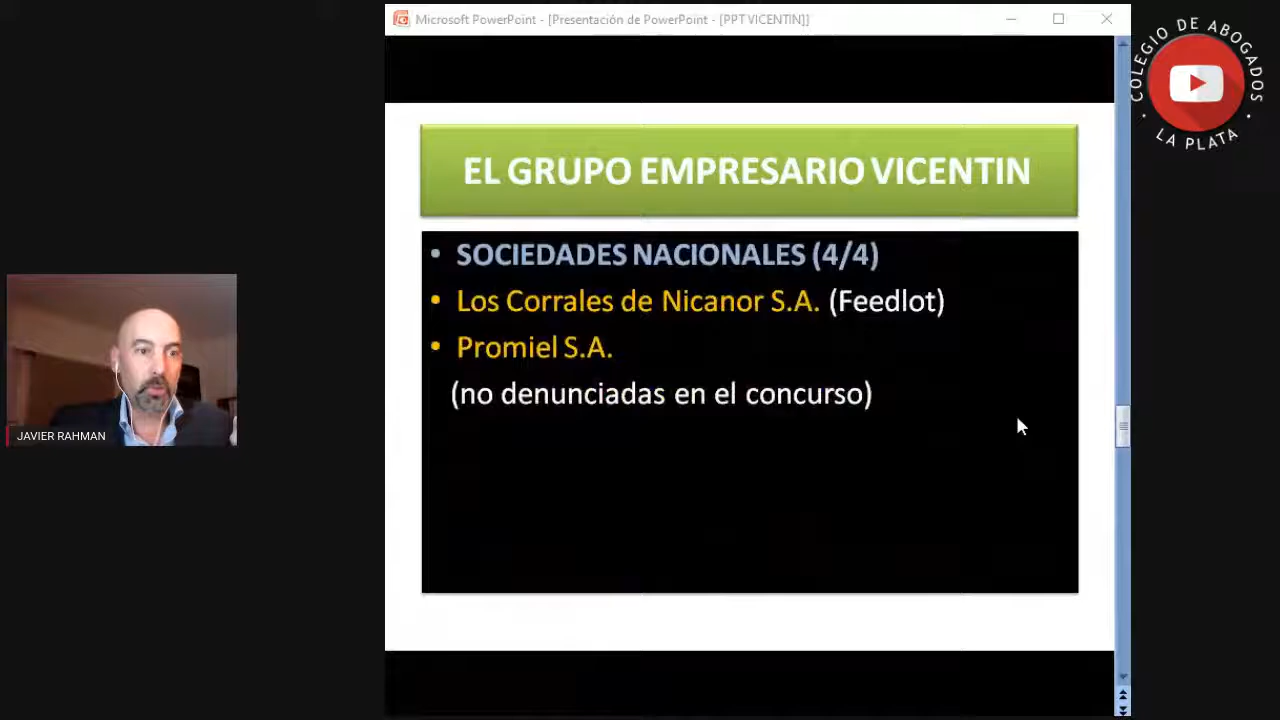 Microsoft PowerPoint - [Presentación de PowerPoint - [PPT VICENTIN]]
COLEGIO DE ABOGADOS
· LA PLATA ·
EL GRUPO EMPRESARIO VICENTIN
• SOCIEDADES NACIONALES (4/4)
• Los Corrales de Nicanor S.A. (Feedlot)
• Promiel S.A.
(no denunciadas en el concurso)
JAVIER RAHMAN